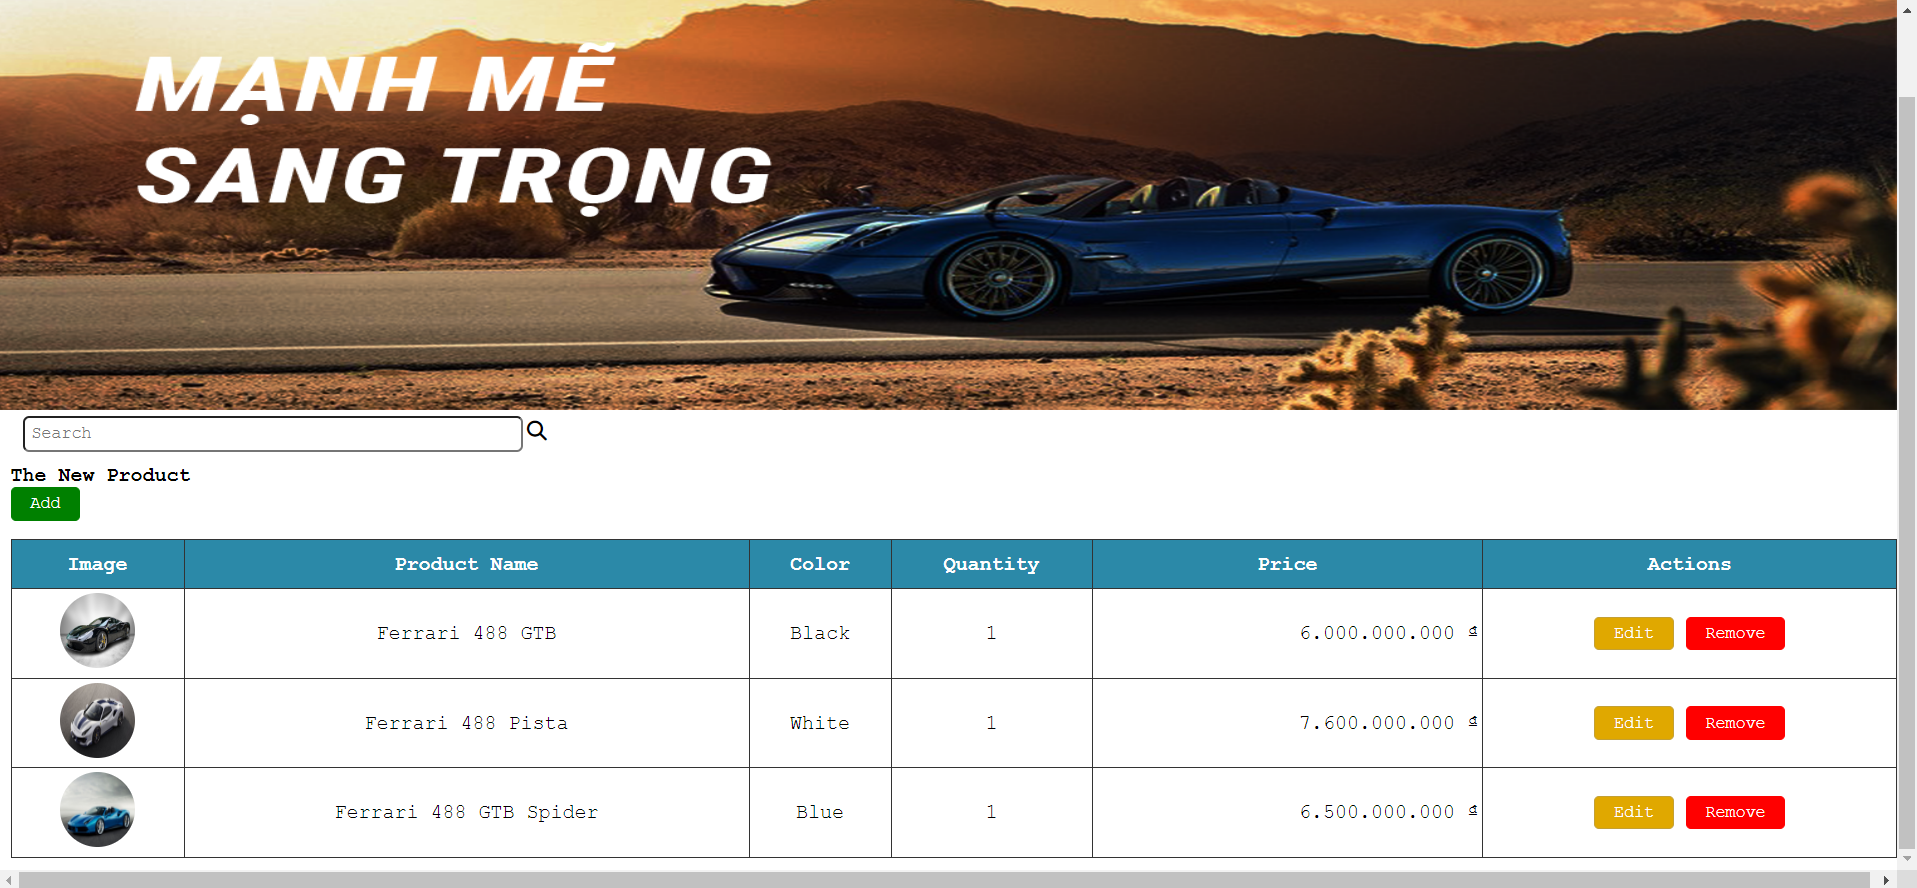 MẠNH MẼ
SANG TRỌNG
Search
The New Product
Add
Image Product Name Color Quantity Price Actions
Ferrari 488 GTB Black 1 6.000.000.000 ₫ Edit Remove
Ferrari 488 Pista White 1 7.600.000.000 ₫ Edit Remove
Ferrari 488 GTB Spider Blue 1 6.500.000.000 ₫ Edit Remove